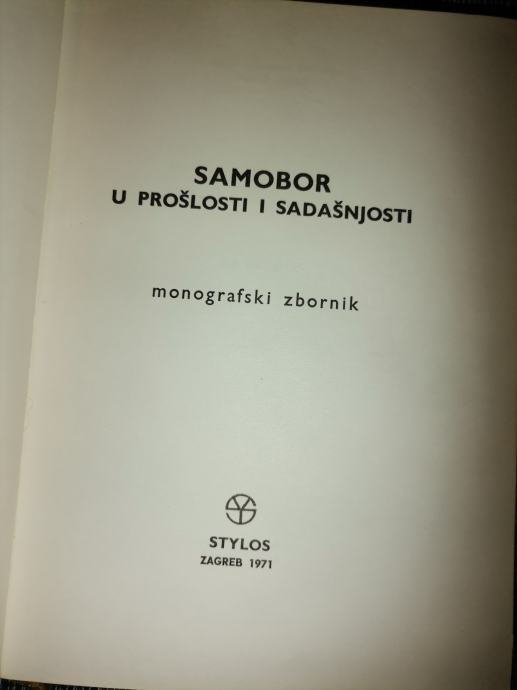 SAMOBOR
U PROŠLOSTI I SADAŠNJOSTI
monografski zbornik
STYLOS
ZAGREB 1971